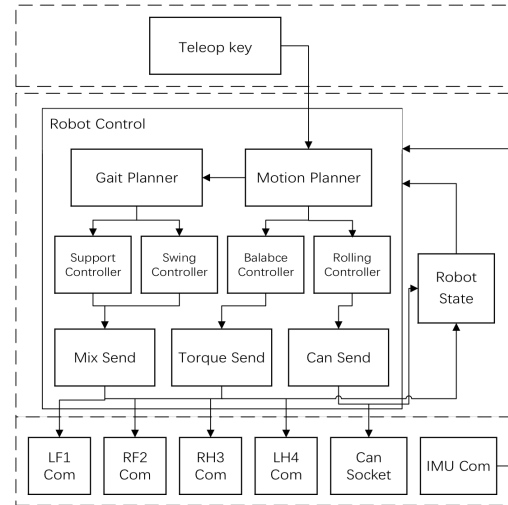 Teleop key
Robot Control
Gait Planner
Motion Planner
Support
Controller
Swing
Controller
Balabce
Controller
Rolling
Controller
Robot
State
Mix Send
Torque Send
Can Send
LF1
Com
RF2
Com
RH3
Com
LH4
Com
Can
Socket
IMU Com